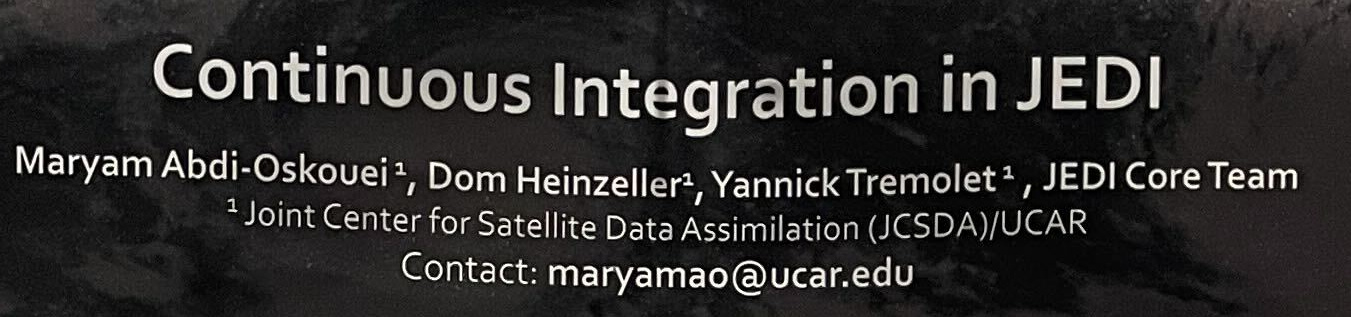 Continuous Integration in JEDI
Maryam Abdi-Oskouei ¹, Dom Heinzeller¹, Yannick Tremolet ¹ , JEDI Core Team
¹ Joint Center for Satellite Data Assimilation (JCSDA)/UCAR
Contact: maryamao@ucar.edu